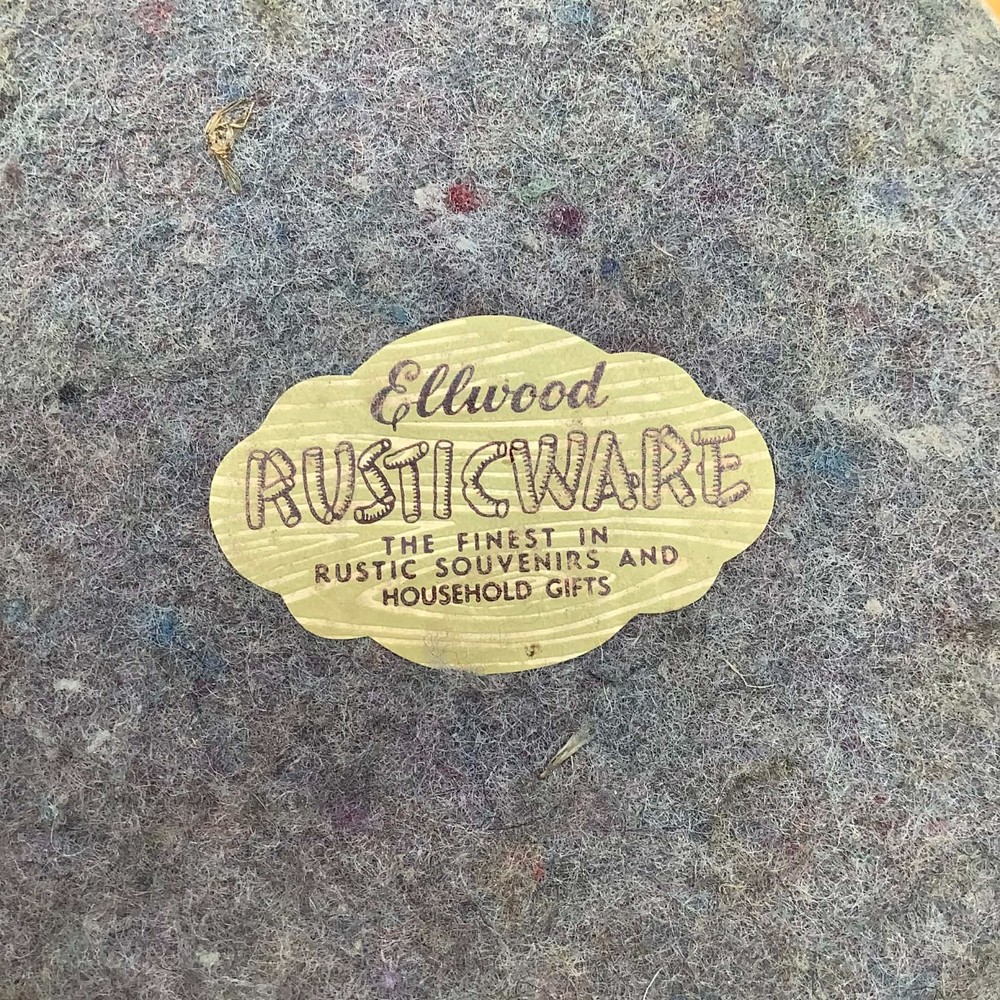 Ellwood
RUSTICWARE
THE FINEST IN
RUSTIC SOUVENIRS AND
HOUSEHOLD GIFTS